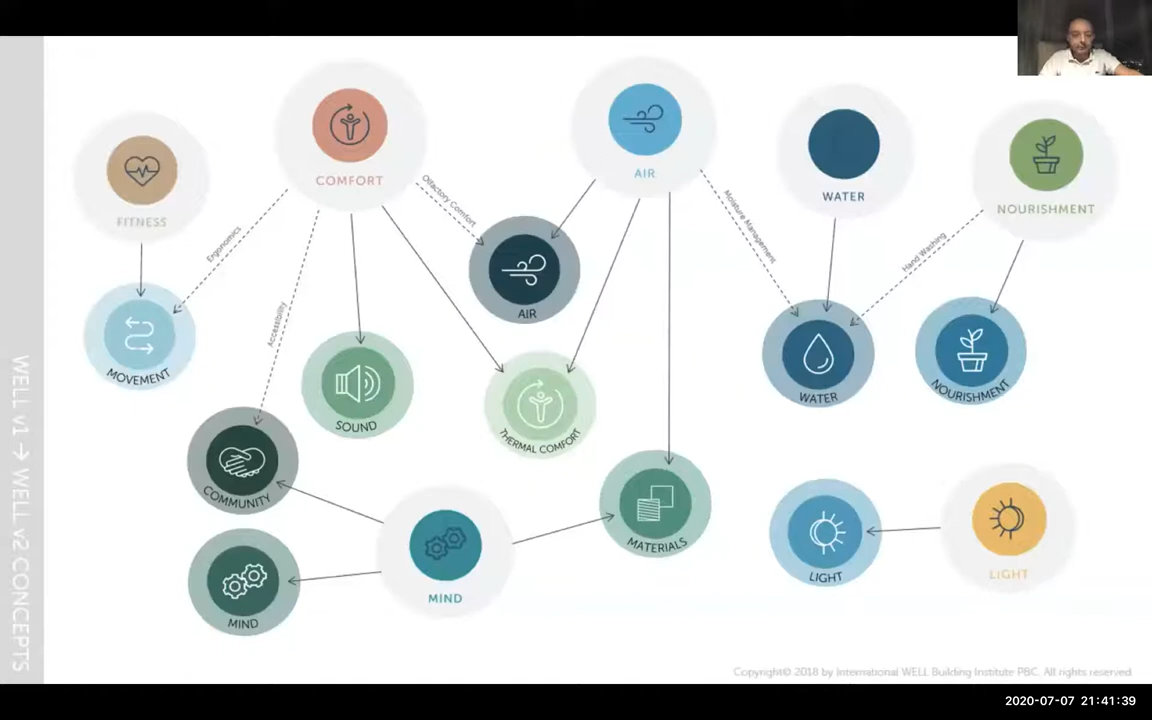 WELL v1 → WELL v2 CONCEPTS
FITNESS
COMFORT
AIR
WATER
NOURISHMENT
Ergonomics
Accessibility
Olfactory Comfort
Moisture Management
Hand Washing
MOVEMENT
SOUND
AIR
THERMAL COMFORT
WATER
NOURISHMENT
COMMUNITY
MIND
MIND
MATERIALS
LIGHT
LIGHT
Copyright© 2018 by International WELL Building Institute PBC. All rights reserved.
2020-07-07 21:41:39